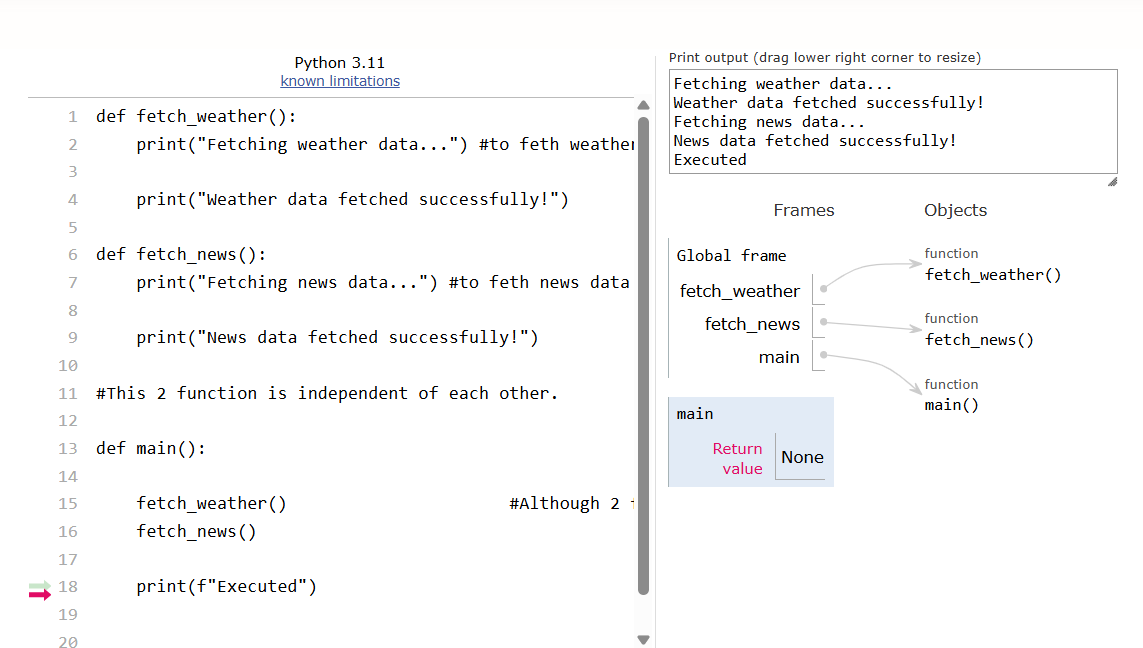 Python 3.11
known limitations
1 def fetch_weather():
2     print("Fetching weather data...") #to feth weather
3
4     print("Weather data fetched successfully!")
5
6 def fetch_news():
7     print("Fetching news data...") #to feth news data
8
9     print("News data fetched successfully!")
10
11 #This 2 function is independent of each other.
12
13 def main():
14
15     fetch_weather()                      #Although 2
16     fetch_news()
17
18     print(f"Executed")
19
20
Print output (drag lower right corner to resize)
Fetching weather data...
Weather data fetched successfully!
Fetching news data...
News data fetched successfully!
Executed
Frames Objects
Global frame
fetch_weather
fetch_news
main
function
fetch_weather()
function
fetch_news()
function
main()
main
Return
value None